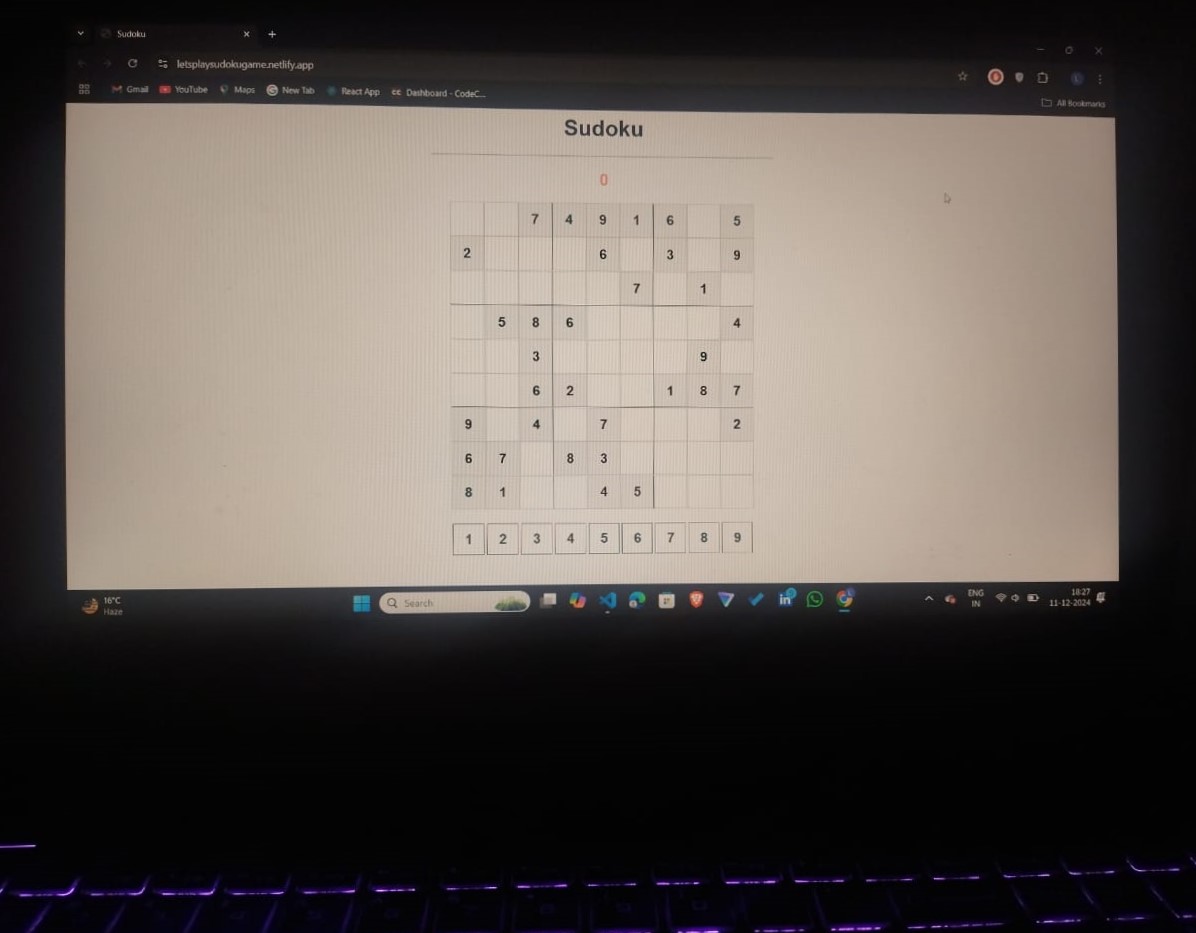 Sudoku
letsplaysudokugame.netlify.app
Gmail YouTube Maps New Tab React App cc Dashboard - CodeC...
All Bookmarks
Sudoku
0
7 4 9 1 6 5
2 6 3 9
7 1
5 8 6 4
3 9
6 2 1 8 7
9 4 7 2
6 7 8 3
8 1 4 5
1 2 3 4 5 6 7 8 9
16°C
Haze
Search
in
ENG
IN
18:27
11-12-2024